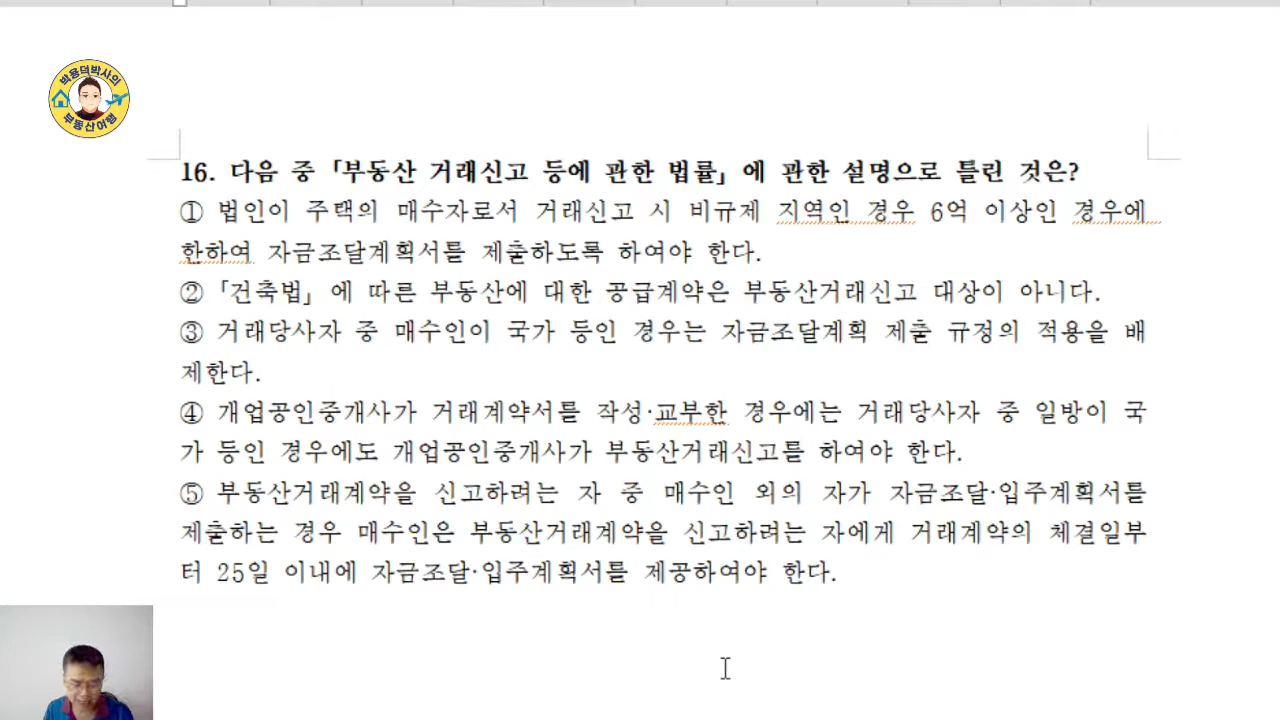 박용덕박사의
부동산여행
16. 다음 중 「부동산 거래신고 등에 관한 법률」에 관한 설명으로 틀린 것은?
① 법인이 주택의 매수자로서 거래신고 시 비규제 지역인 경우 6억 이상인 경우에
한하여 자금조달계획서를 제출하도록 하여야 한다.
② 「건축법」에 따른 부동산에 대한 공급계약은 부동산거래신고 대상이 아니다.
③ 거래당사자 중 매수인이 국가 등인 경우는 자금조달계획 제출 규정의 적용을 배
제한다.
④ 개업공인중개사가 거래계약서를 작성·교부한 경우에는 거래당사자 중 일방이 국
가 등인 경우에도 개업공인중개사가 부동산거래신고를 하여야 한다.
⑤ 부동산거래계약을 신고하려는 자 중 매수인 외의 자가 자금조달·입주계획서를
제출하는 경우 매수인은 부동산거래계약을 신고하려는 자에게 거래계약의 체결일부
터 25일 이내에 자금조달·입주계획서를 제공하여야 한다.